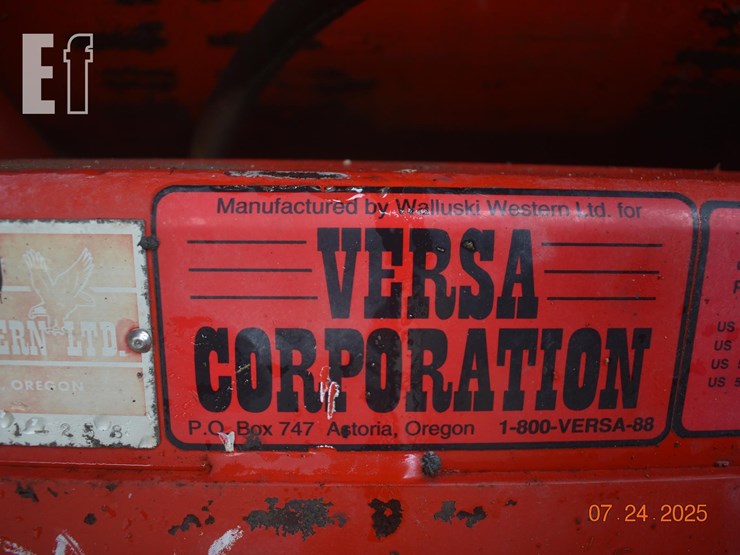 Ef
Manufactured by Walluski Western Ltd. for
VERSA
CORPORATION
P.O. Box 747 Astoria, Oregon 1-800-VERSA-88
ERN LTD.
OREGON
US
US
US
US
07.24.2025